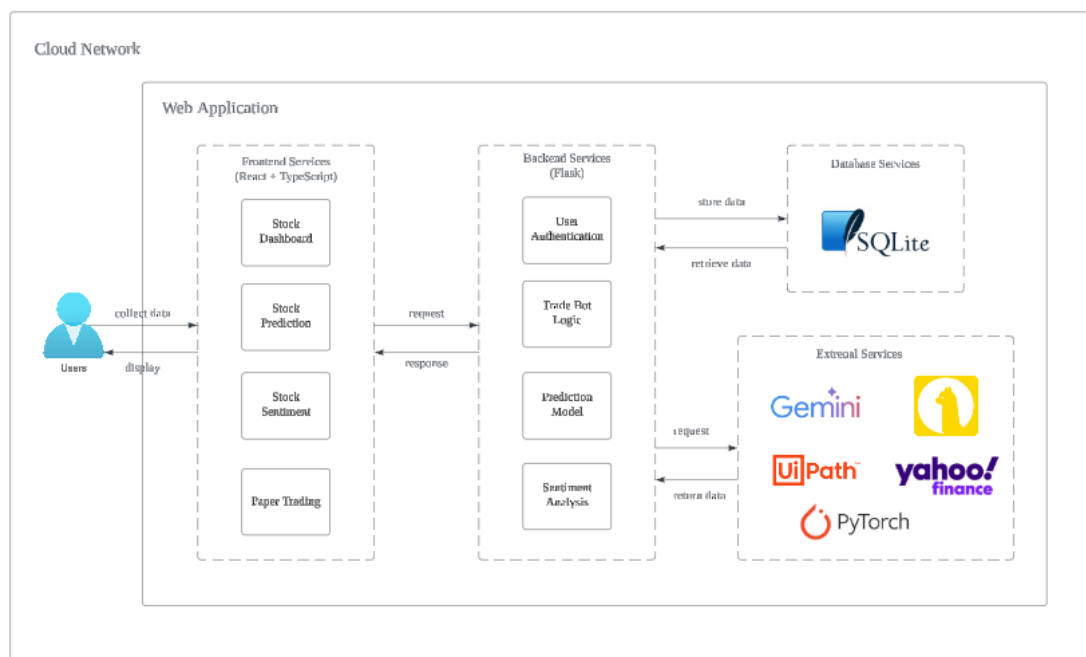 Cloud Network
Web Application
Frontend Services
(React + TypeScript)
Stock
Dashboard
Stock
Prediction
Stock
Sentiment
Paper Trading
Backend Services
(Flask)
User
Authentication
Trade Bot
Logic
Prediction
Model
Sentiment
Analysis
Database Services
SQLite
Extrenal Services
Gemini
UiPath
yahoo!
finance
PyTorch
Users
collect data
display
request
response
store data
retrieve data
request
return data